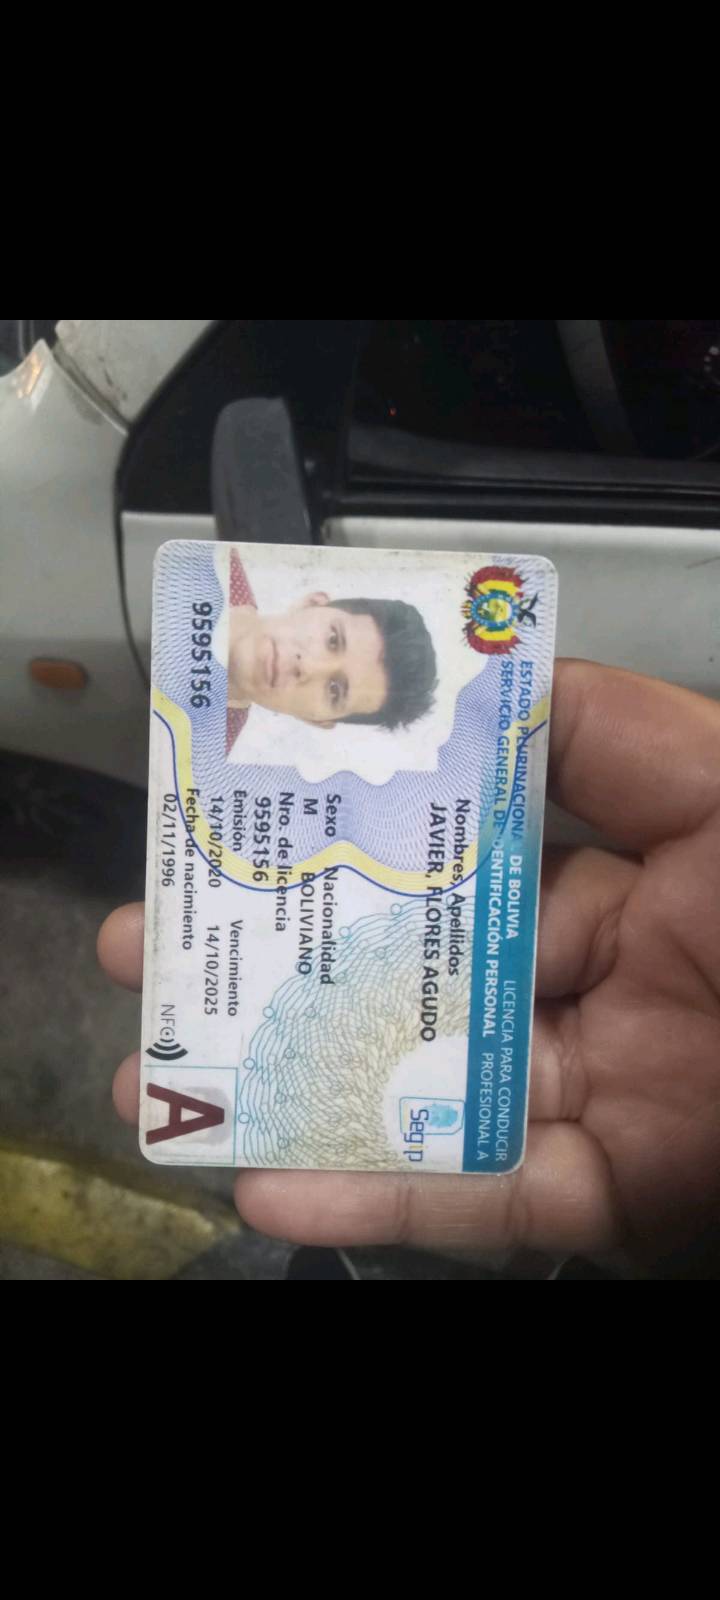 ESTADO PLURINACIONA DE BOLIVIA
LICENCIA PARA CONDUCIR
SERVICIO GENERAL DE IDENTIFICACIÓN PERSONAL
PROFESIONAL A
Segip
Nombres, Apellidos
JAVIER, FLORES AGUDO
Sexo Nacionalidad
M BOLIVIANO
Nro. de licencia
9595156
Emisión Vencimiento
14/10/2020 14/10/2025
Fecha de nacimiento
02/11/1996
9595156
NFC
A